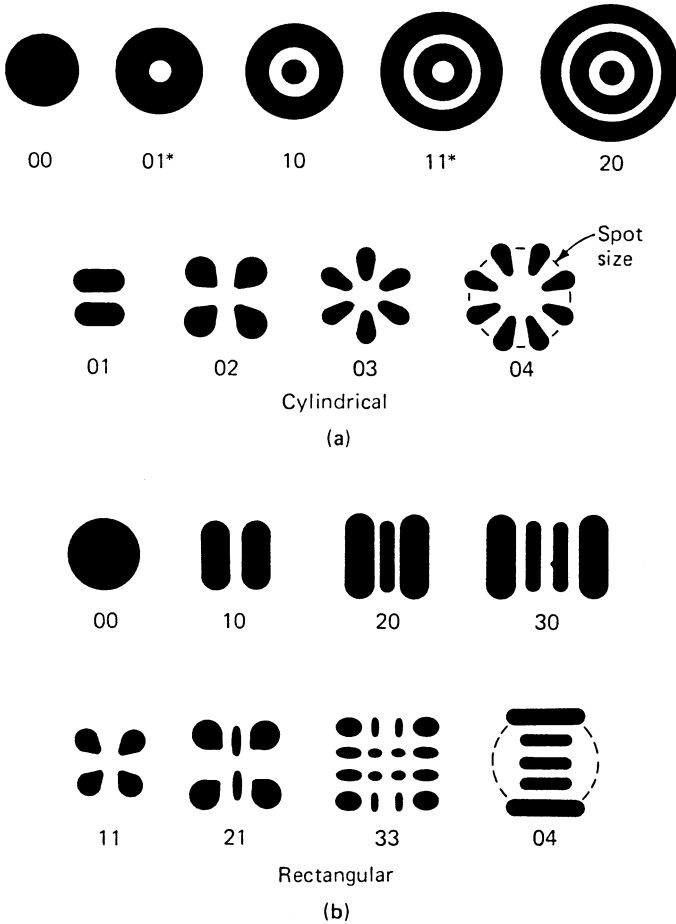 00 01* 10 11* 20
Spot
size
01 02 03 04
Cylindrical
(a)
00 10 20 30
11 21 33 04
Rectangular
(b)